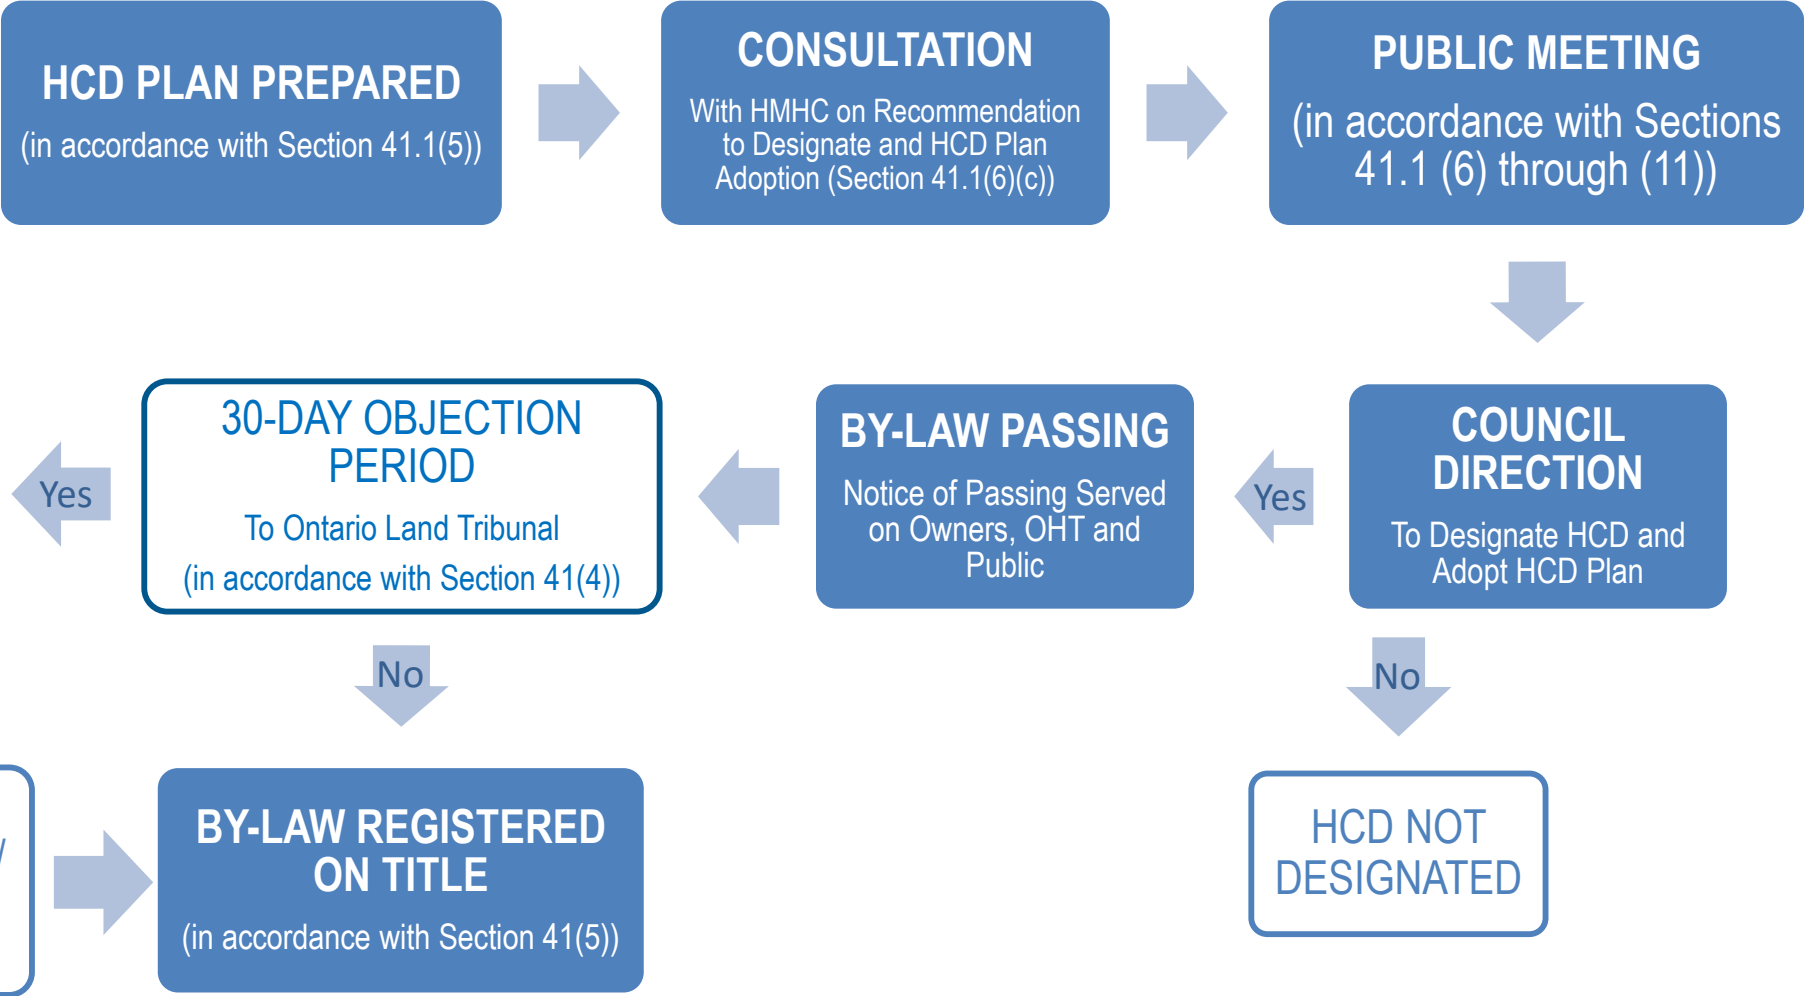 HCD PLAN PREPARED
(in accordance with Section 41.1(5))
CONSULTATION
With HMHC on Recommendation
to Designate and HCD Plan
Adoption (Section 41.1(6)(c))
PUBLIC MEETING
(in accordance with Sections
41.1 (6) through (11))
COUNCIL
DIRECTION
To Designate HCD and
Adopt HCD Plan
Yes
No
HCD NOT
DESIGNATED
BY-LAW PASSING
Notice of Passing Served
on Owners, OHT and
Public
30-DAY OBJECTION
PERIOD
To Ontario Land Tribunal
(in accordance with Section 41(4))
Yes
No
BY-LAW REGISTERED
ON TITLE
(in accordance with Section 41(5))